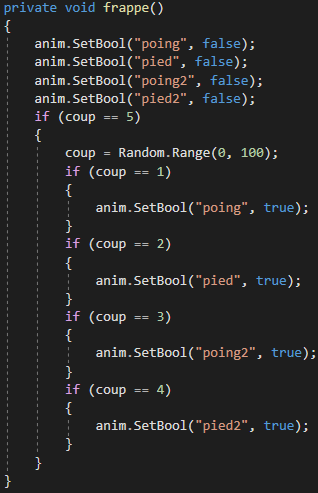 private void frappe()
{
anim.SetBool("poing", false);
anim.SetBool("pied", false);
anim.SetBool("poing2", false);
anim.SetBool("pied2", false);
if (coup == 5)
{
coup = Random.Range(0, 100);
if (coup == 1)
{
anim.SetBool("poing", true);
}
if (coup == 2)
{
anim.SetBool("pied", true);
}
if (coup == 3)
{
anim.SetBool("poing2", true);
}
if (coup == 4)
{
anim.SetBool("pied2", true);
}
}
}